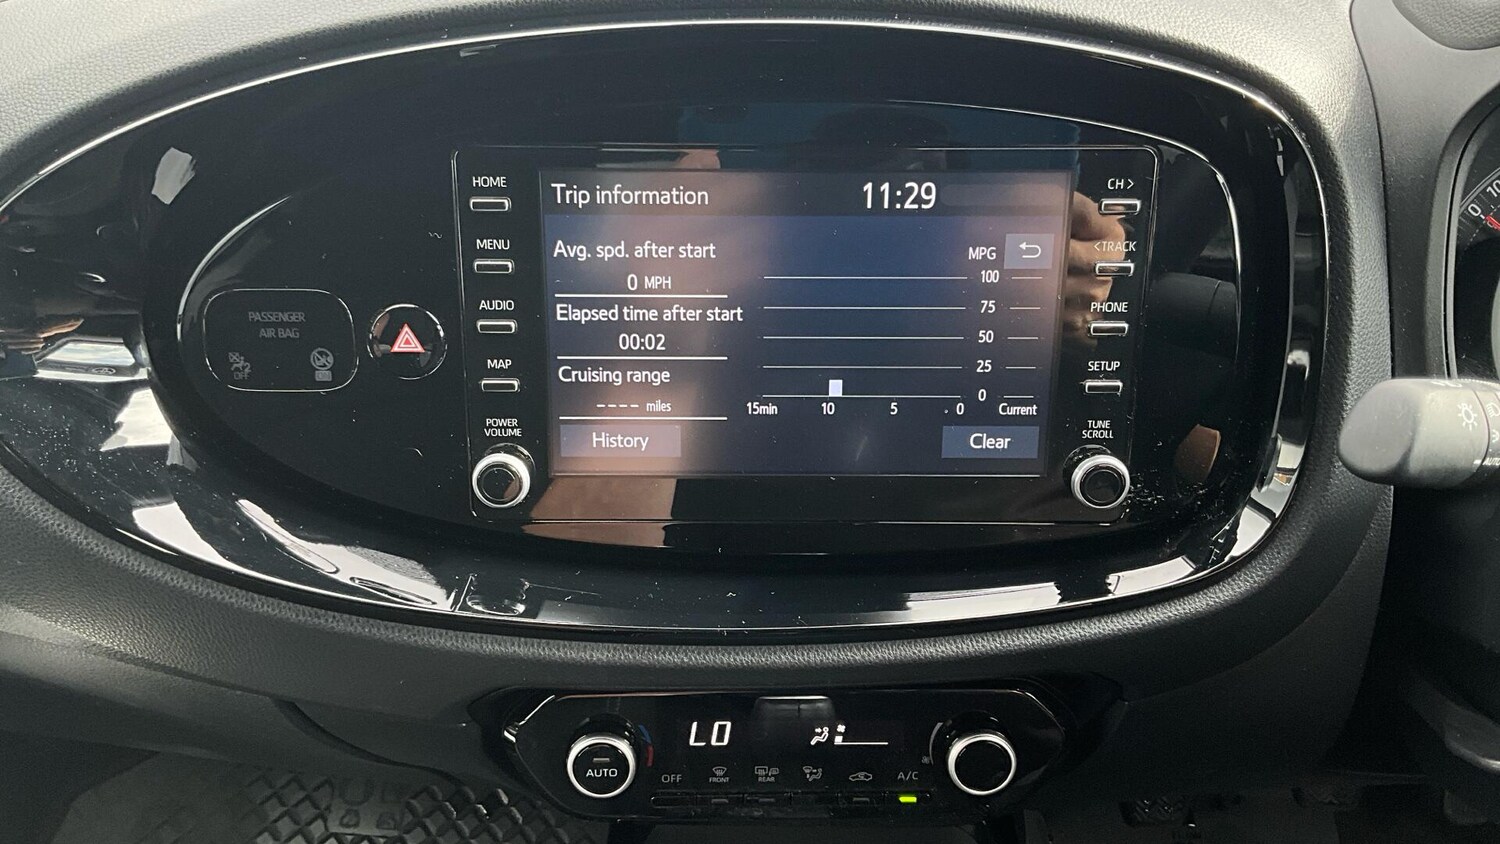 HOME
MENU
AUDIO
MAP
POWER
VOLUME
PASSENGER
AIR BAG
OFF
Trip information
11:29
Avg. spd. after start
0 MPH
Elapsed time after start
00:02
Cruising range
---- miles
History
MPG
100
75
50
25
0
15min 10 5 0 Current
Clear
CH >
<TRACK
PHONE
SETUP
TUNE
SCROLL
LO
AUTO
OFF
FRONT
REAR
A/C
0